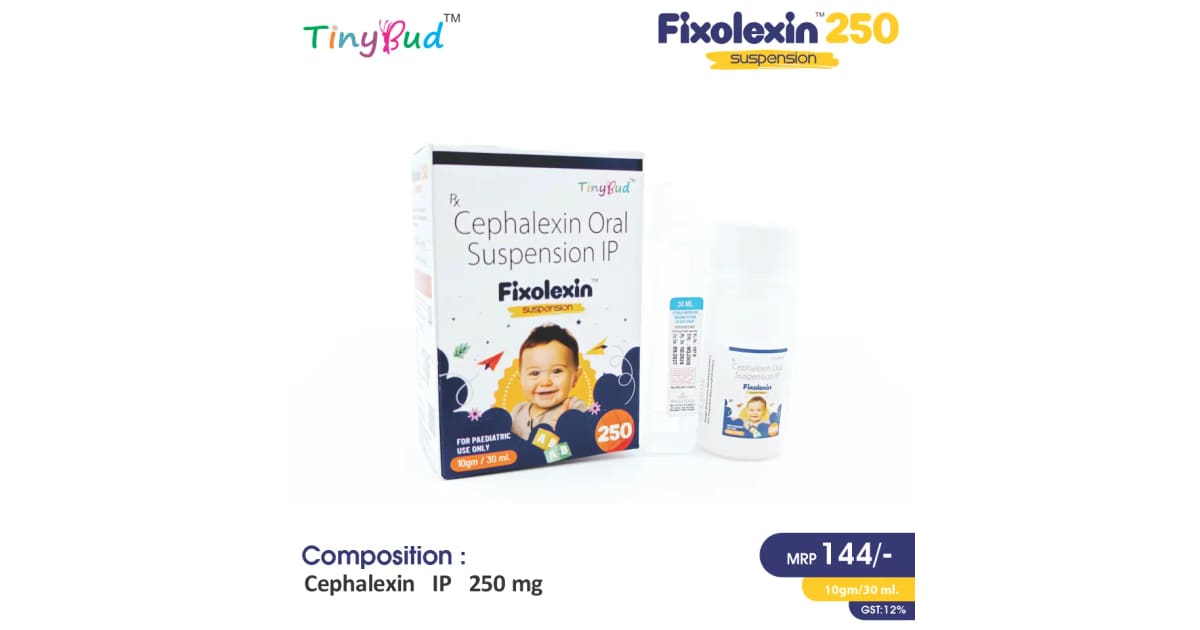 TinyBud™
Fixolexin™ 250
suspension
TinyBud™
Rx
Cephalexin Oral
Suspension IP
Fixolexin™
suspension
FOR PAEDIATRIC
USE ONLY
10gm / 30 ml.
250
A B
A B
30 ML.
TinyBud
Cephalexin Oral
Suspension IP
Fixolexin
Composition :
Cephalexin IP 250 mg
MRP 144/-
10gm/30 ml.
GST:12%